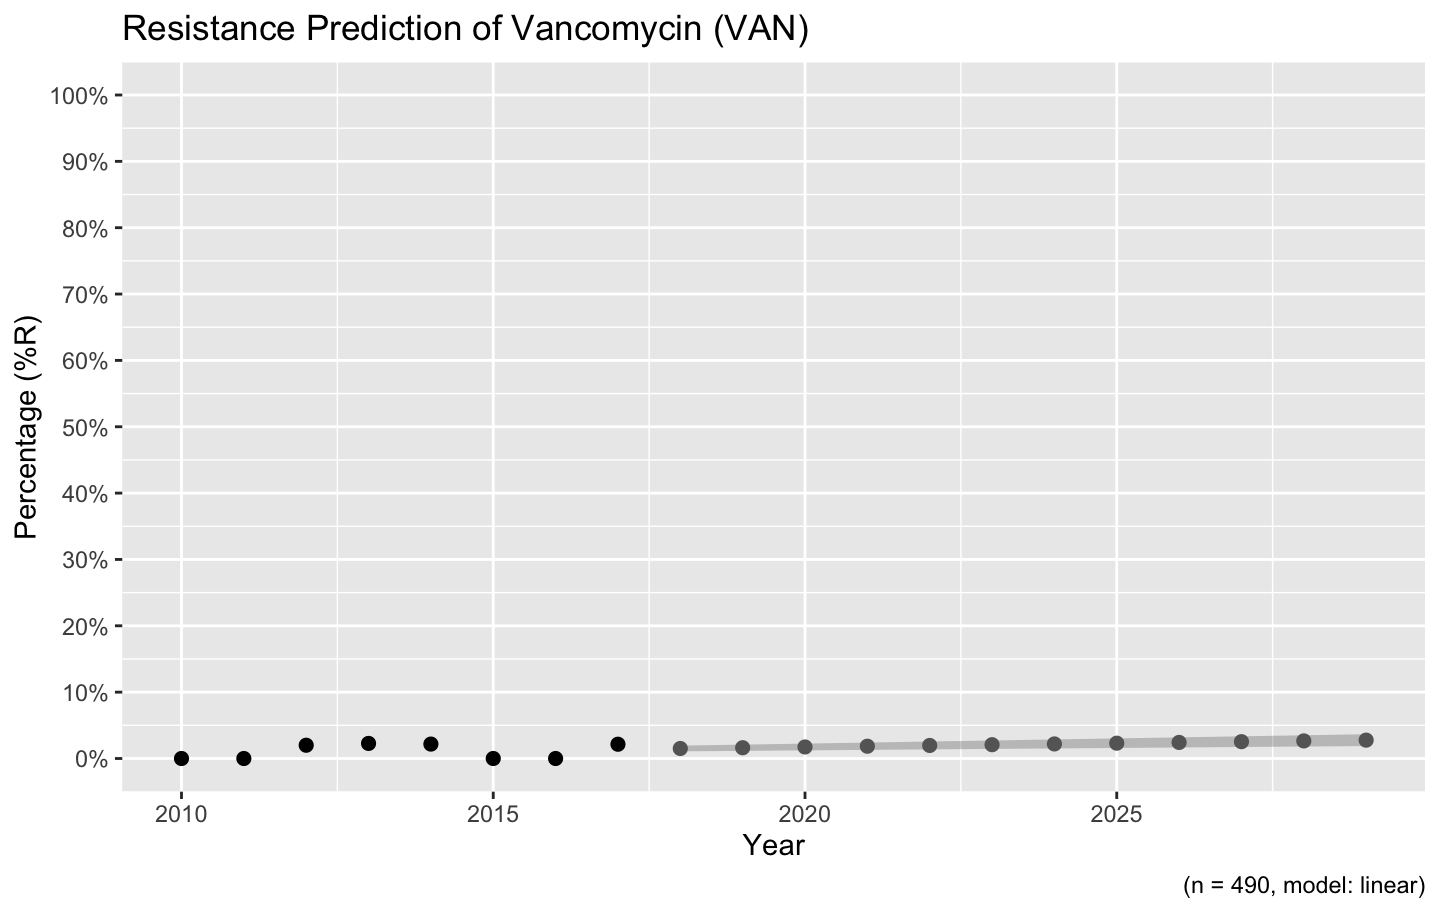 Resistance Prediction of Vancomycin (VAN)
Percentage (%R)
100%
90%
80%
70%
60%
50%
40%
30%
20%
10%
0%
2010 2015 2020 2025
Year
(n = 490, model: linear)